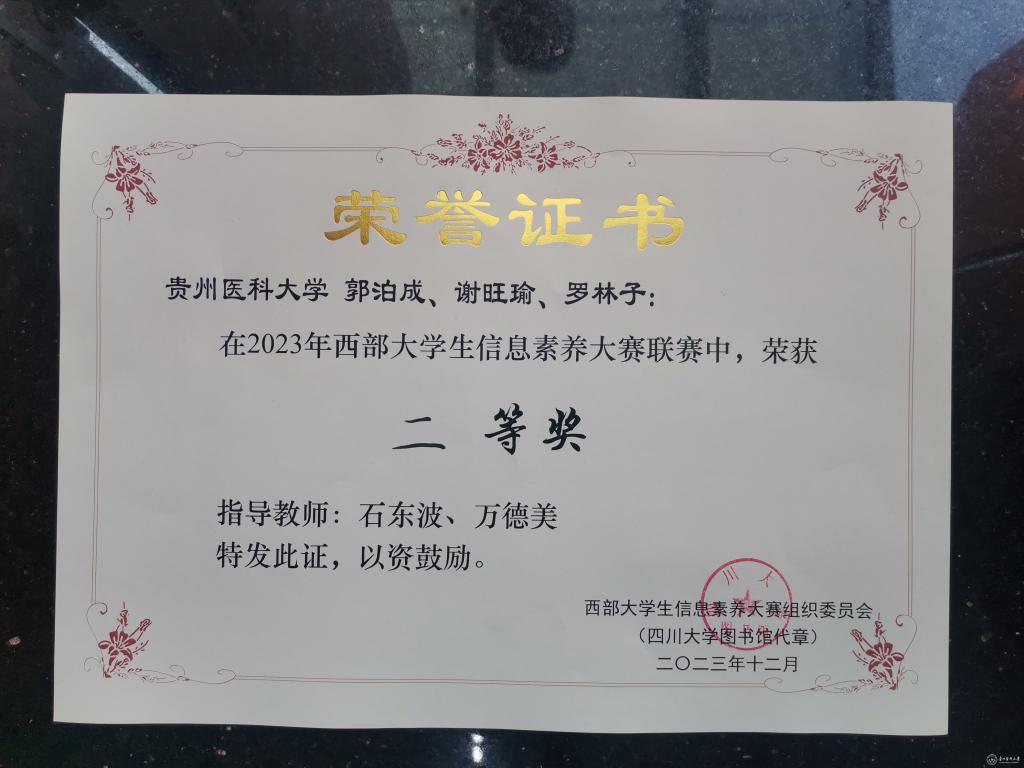 荣誉证书
贵州医科大学 郭泊成、谢旺瑜、罗林子：
在2023年西部大学生信息素养大赛联赛中，荣获
二 等 奖
指导教师：石东波、万德美
特发此证，以资鼓励。
西部大学生信息素养大赛组织委员会
（四川大学图书馆代章）
二〇二三年十二月